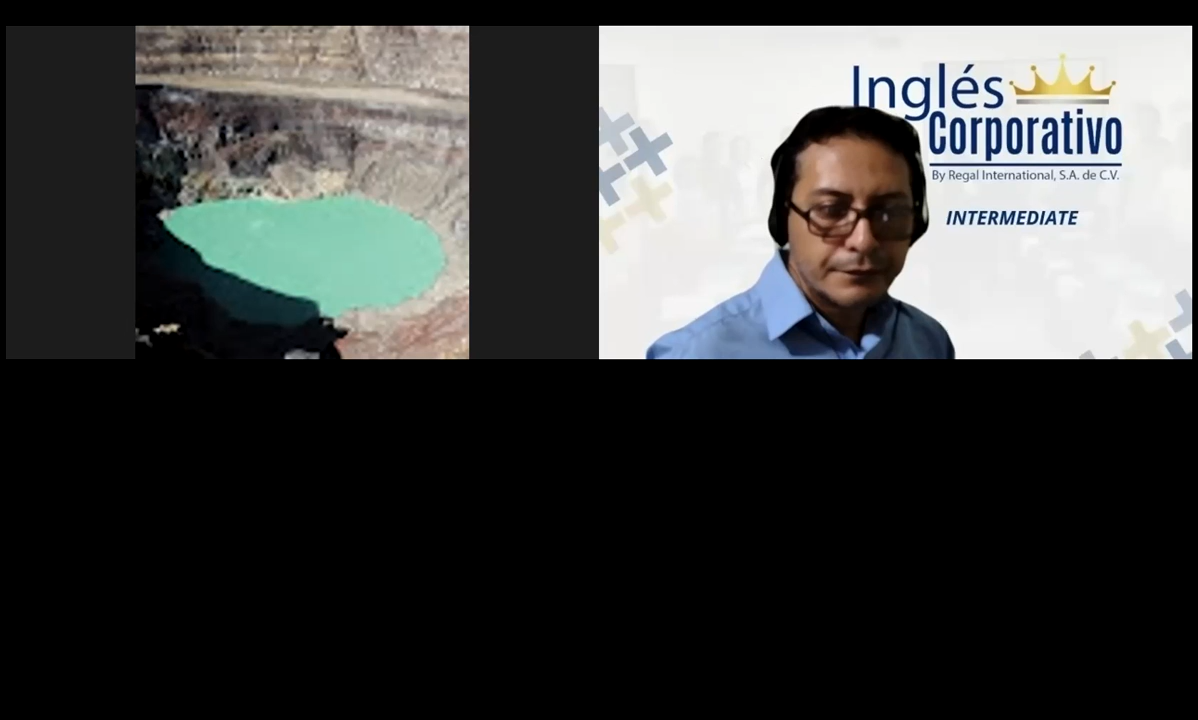 Inglés
Corporativo
By Regal International, S.A. de C.V.
INTERMEDIATE